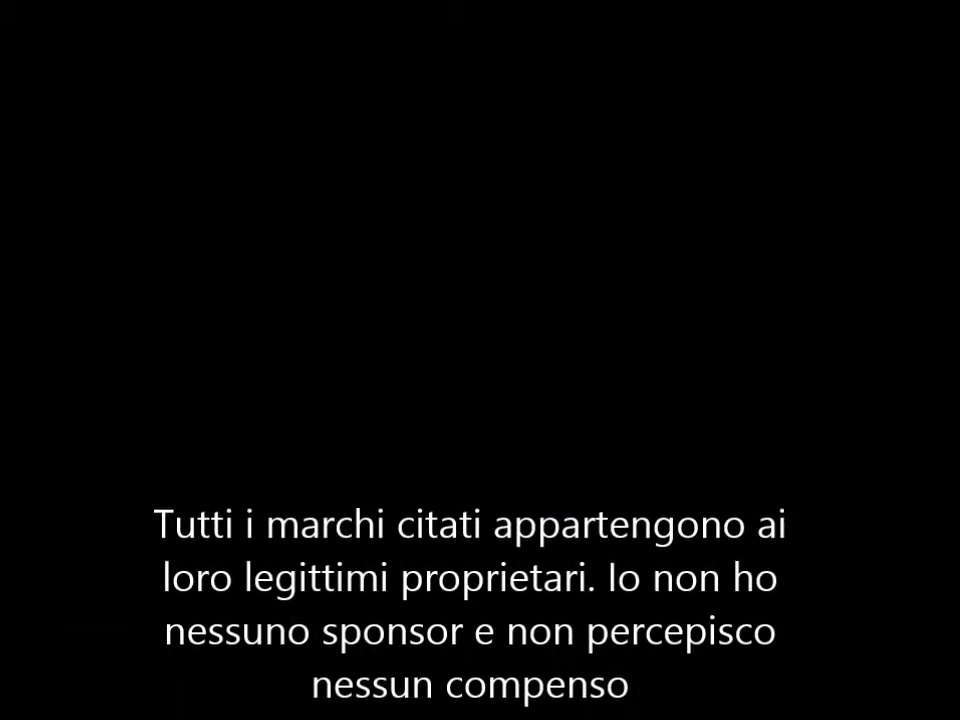 Tutti i marchi citati appartengono ai
loro legittimi proprietari. Io non ho
nessuno sponsor e non percepisco
nessun compenso